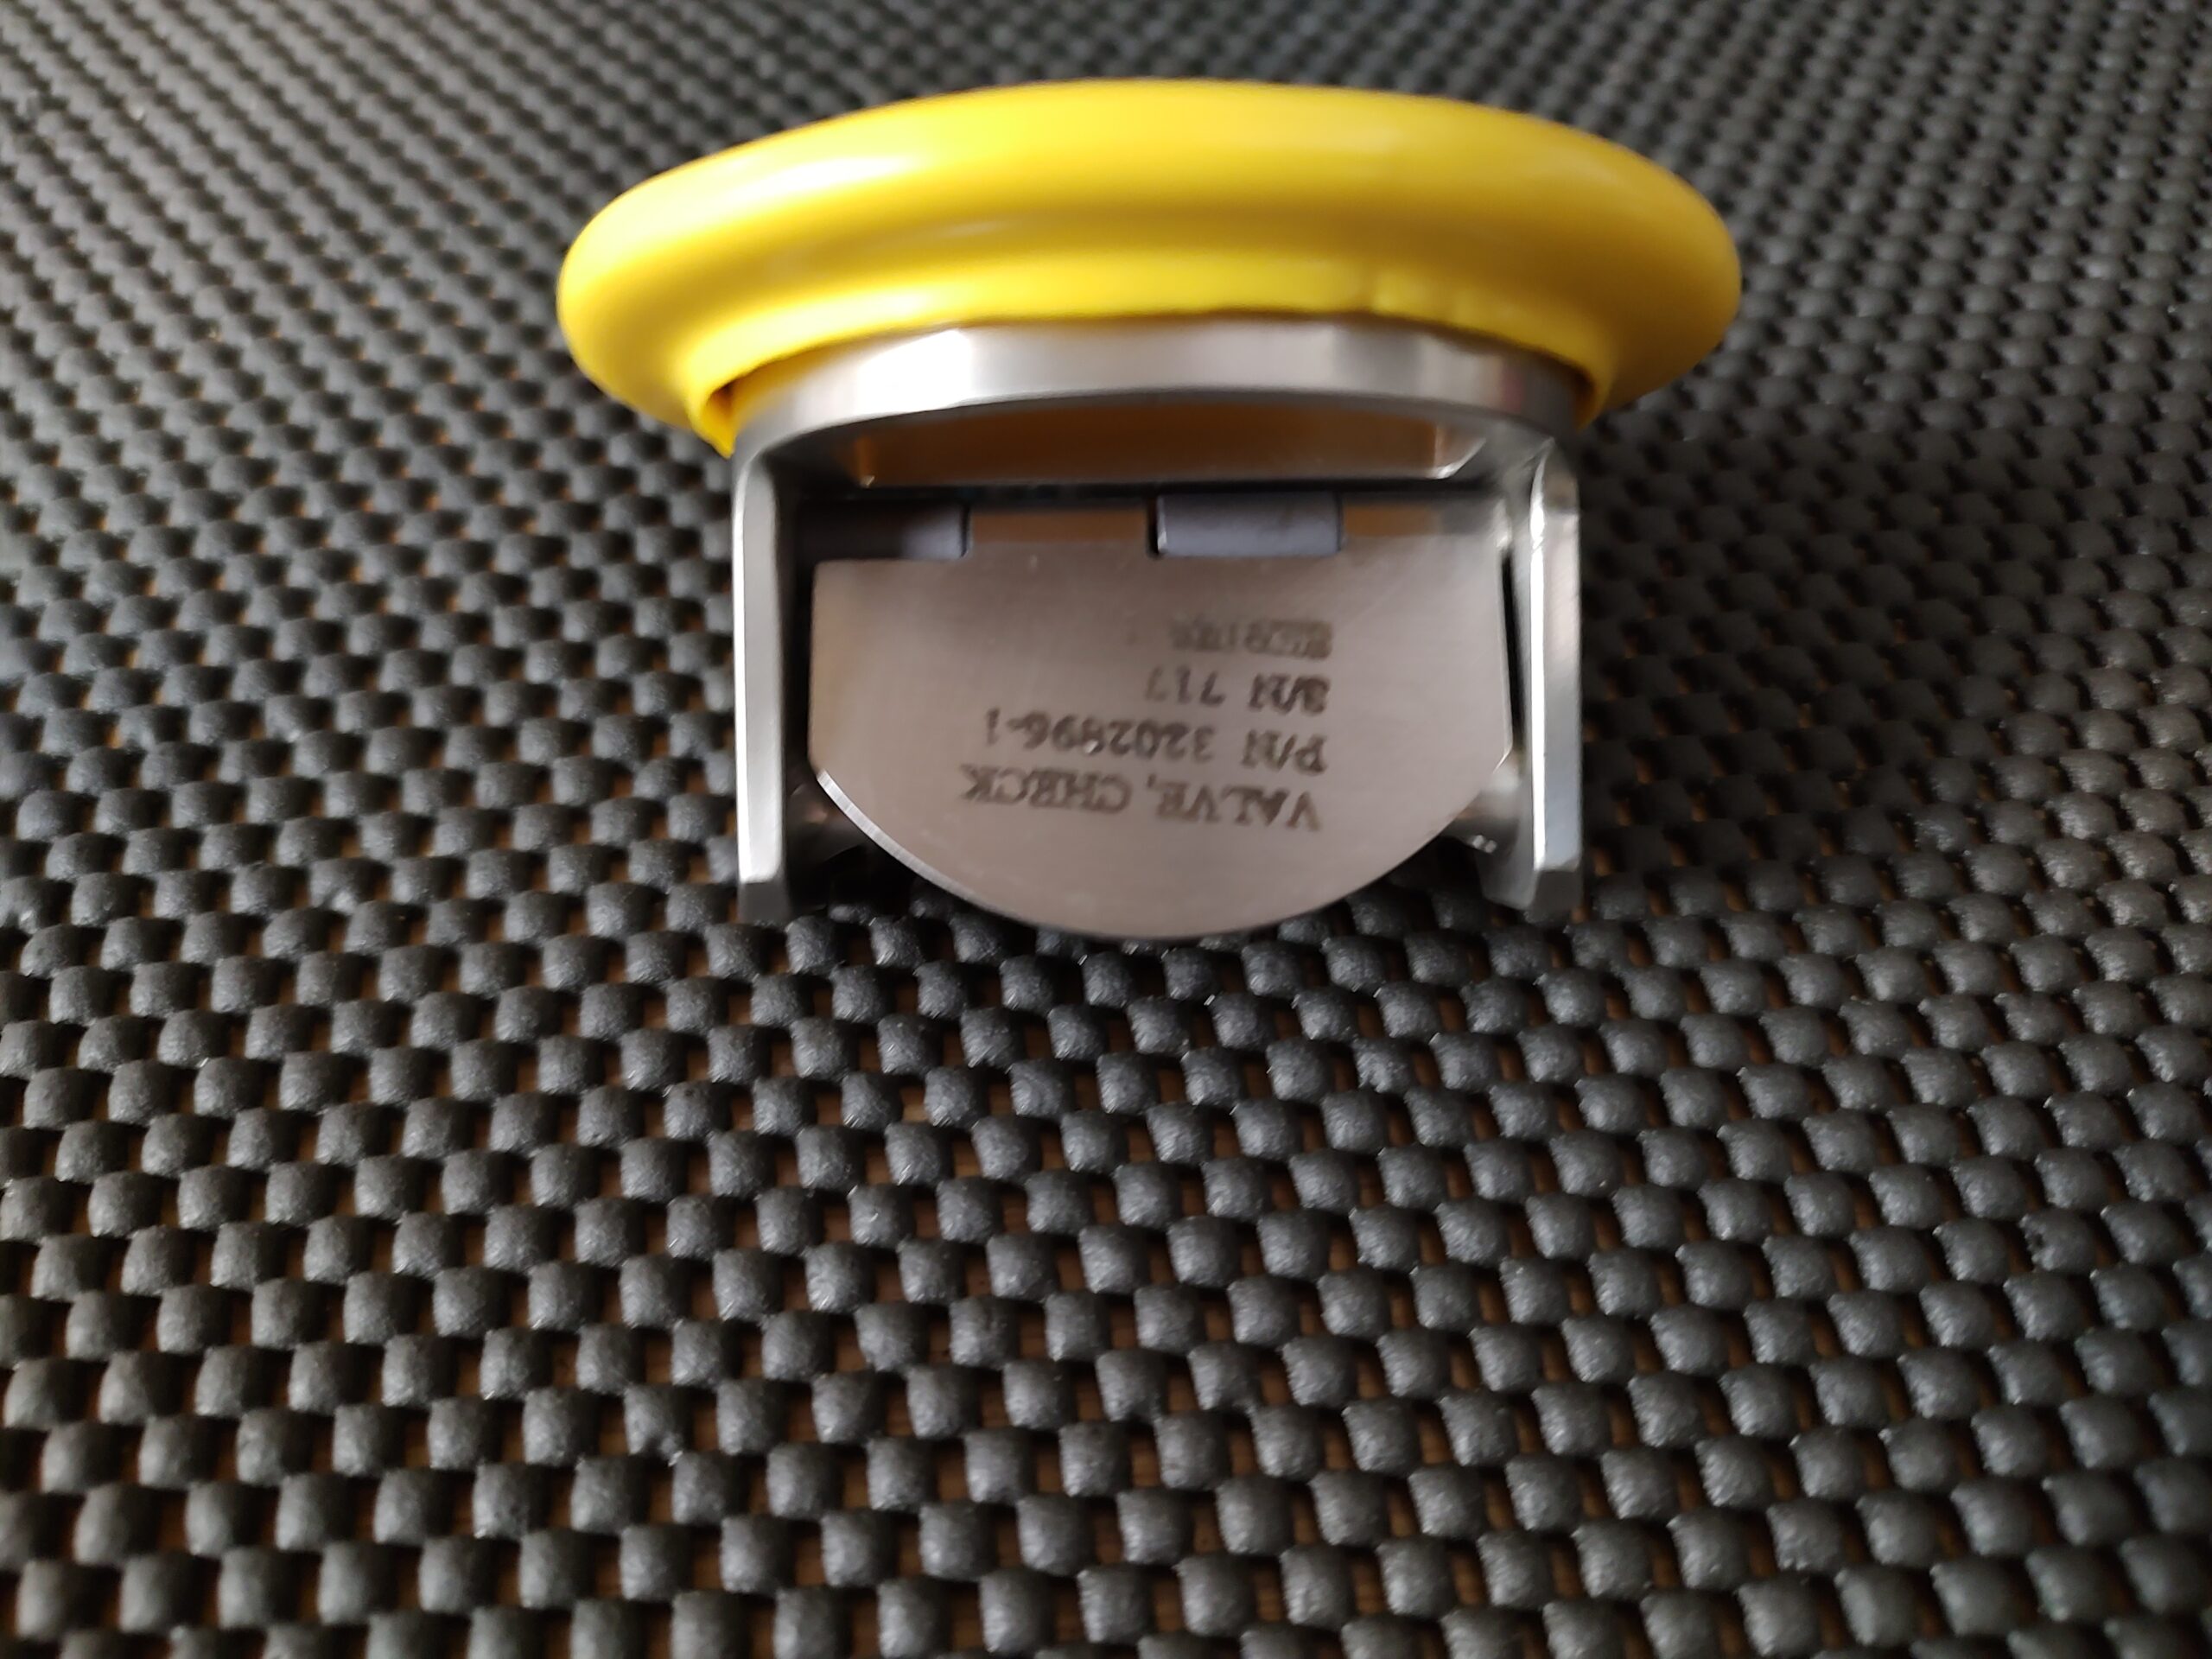 VALVE, CHECK
P/N 3202896-1
S/N 717